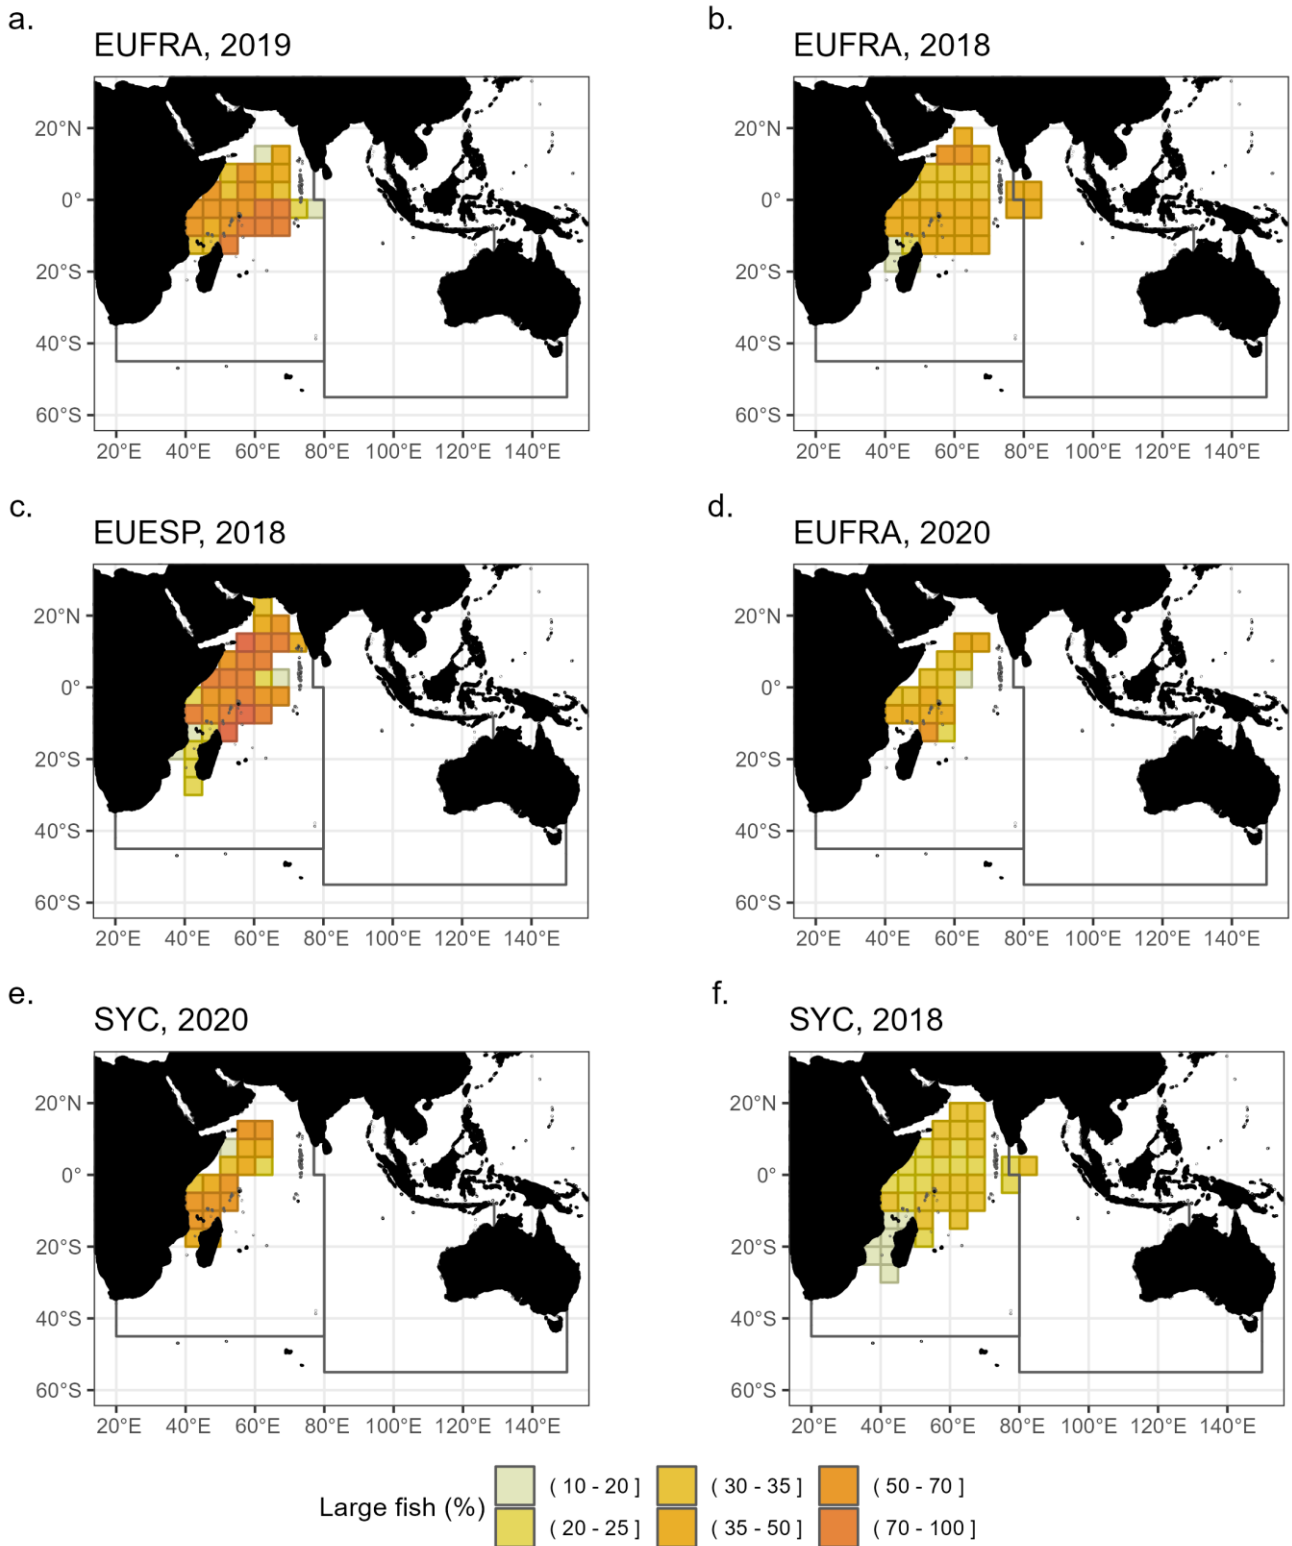 a.
EUFRA, 2019
20°N
0°
20°S
40°S
60°S
20°E 40°E 60°E 80°E 100°E 120°E 140°E
b.
EUFRA, 2018
20°N
0°
20°S
40°S
60°S
20°E 40°E 60°E 80°E 100°E 120°E 140°E
c.
EUESP, 2018
20°N
0°
20°S
40°S
60°S
20°E 40°E 60°E 80°E 100°E 120°E 140°E
d.
EUFRA, 2020
20°N
0°
20°S
40°S
60°S
20°E 40°E 60°E 80°E 100°E 120°E 140°E
e.
SYC, 2020
20°N
0°
20°S
40°S
60°S
20°E 40°E 60°E 80°E 100°E 120°E 140°E
f.
SYC, 2018
20°N
0°
20°S
40°S
60°S
20°E 40°E 60°E 80°E 100°E 120°E 140°E
Large fish (%)
( 10 - 20 ] ( 30 - 35 ] ( 50 - 70 ]
( 20 - 25 ] ( 35 - 50 ] ( 70 - 100 ]